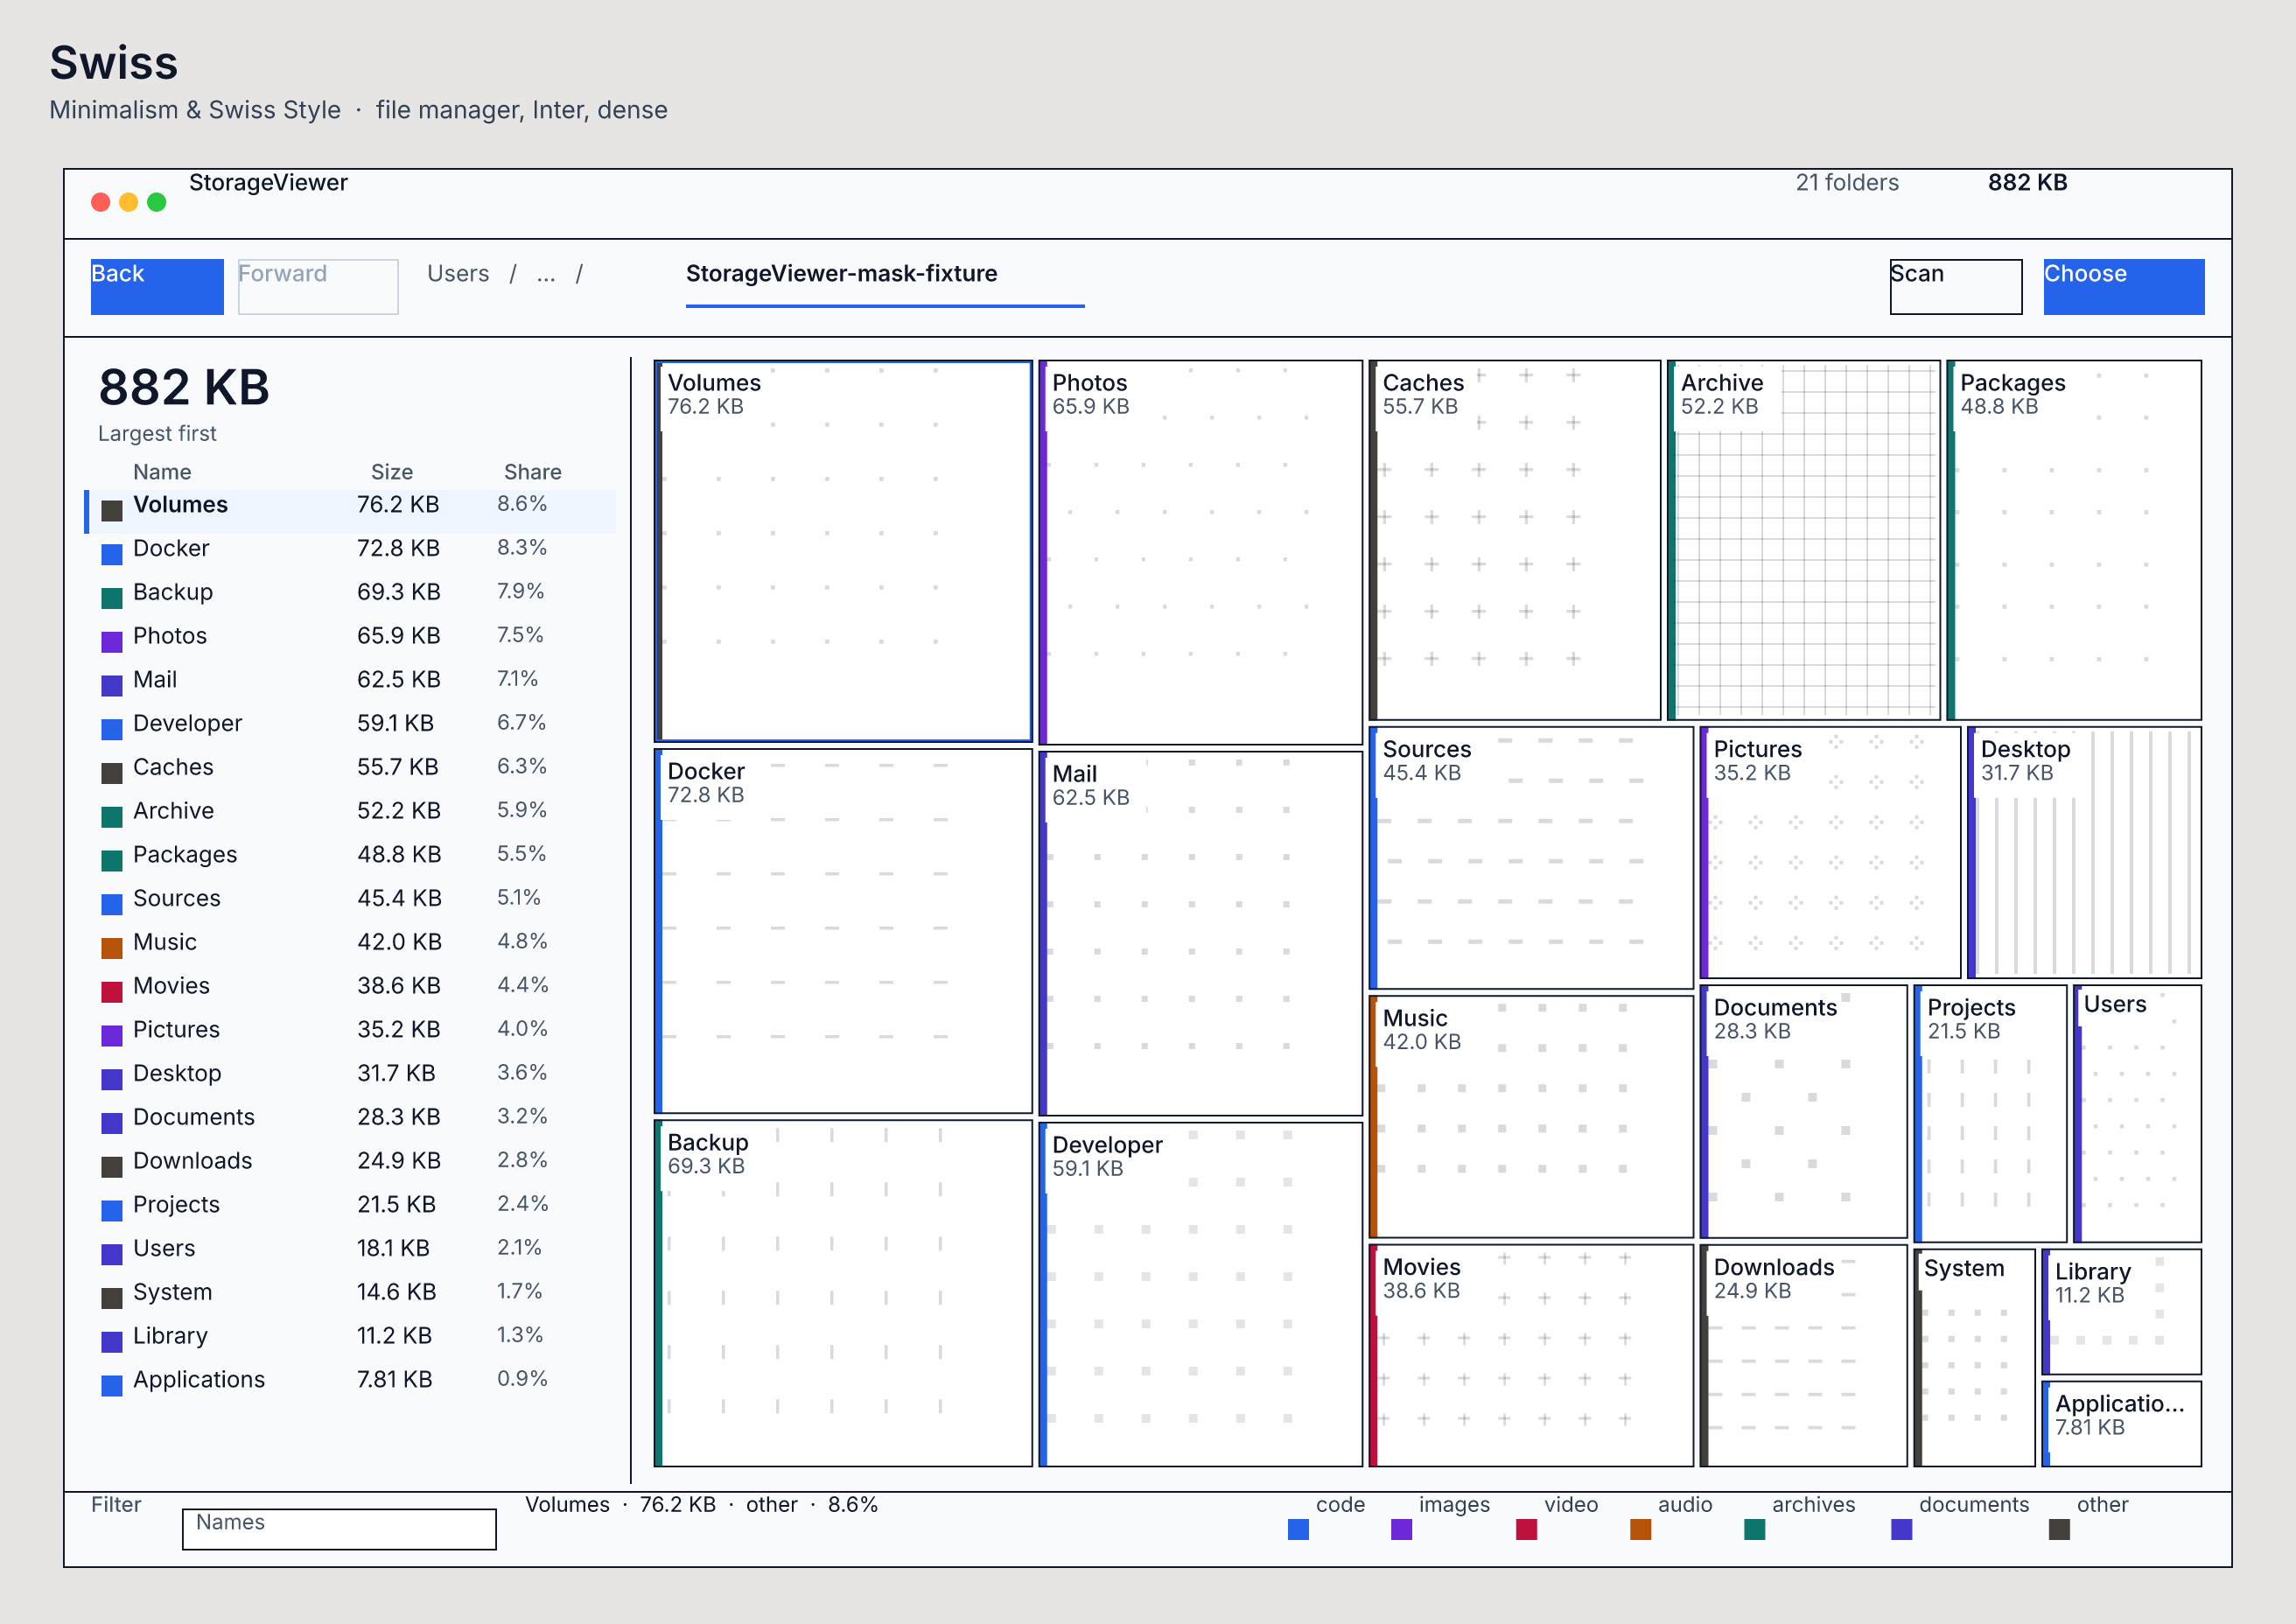 Swiss
Minimalism & Swiss Style · file manager, Inter, dense
StorageViewer
21 folders
882 KB
Back
Forward
Users / ... /
StorageViewer-mask-fixture
Scan
Choose
882 KB
Largest first
Name Size Share
Volumes 76.2 KB 8.6%
Docker 72.8 KB 8.3%
Backup 69.3 KB 7.9%
Photos 65.9 KB 7.5%
Mail 62.5 KB 7.1%
Developer 59.1 KB 6.7%
Caches 55.7 KB 6.3%
Archive 52.2 KB 5.9%
Packages 48.8 KB 5.5%
Sources 45.4 KB 5.1%
Music 42.0 KB 4.8%
Movies 38.6 KB 4.4%
Pictures 35.2 KB 4.0%
Desktop 31.7 KB 3.6%
Documents 28.3 KB 3.2%
Downloads 24.9 KB 2.8%
Projects 21.5 KB 2.4%
Users 18.1 KB 2.1%
System 14.6 KB 1.7%
Library 11.2 KB 1.3%
Applications 7.81 KB 0.9%
Volumes
76.2 KB
Docker
72.8 KB
Backup
69.3 KB
Photos
65.9 KB
Mail
62.5 KB
Developer
59.1 KB
Caches
55.7 KB
Archive
52.2 KB
Packages
48.8 KB
Sources
45.4 KB
Pictures
35.2 KB
Desktop
31.7 KB
Music
42.0 KB
Documents
28.3 KB
Projects
21.5 KB
Users
Movies
38.6 KB
Downloads
24.9 KB
System
Library
11.2 KB
Applicatio...
7.81 KB
Filter
Names
Volumes · 76.2 KB · other · 8.6%
code
images
video
audio
archives
documents
other